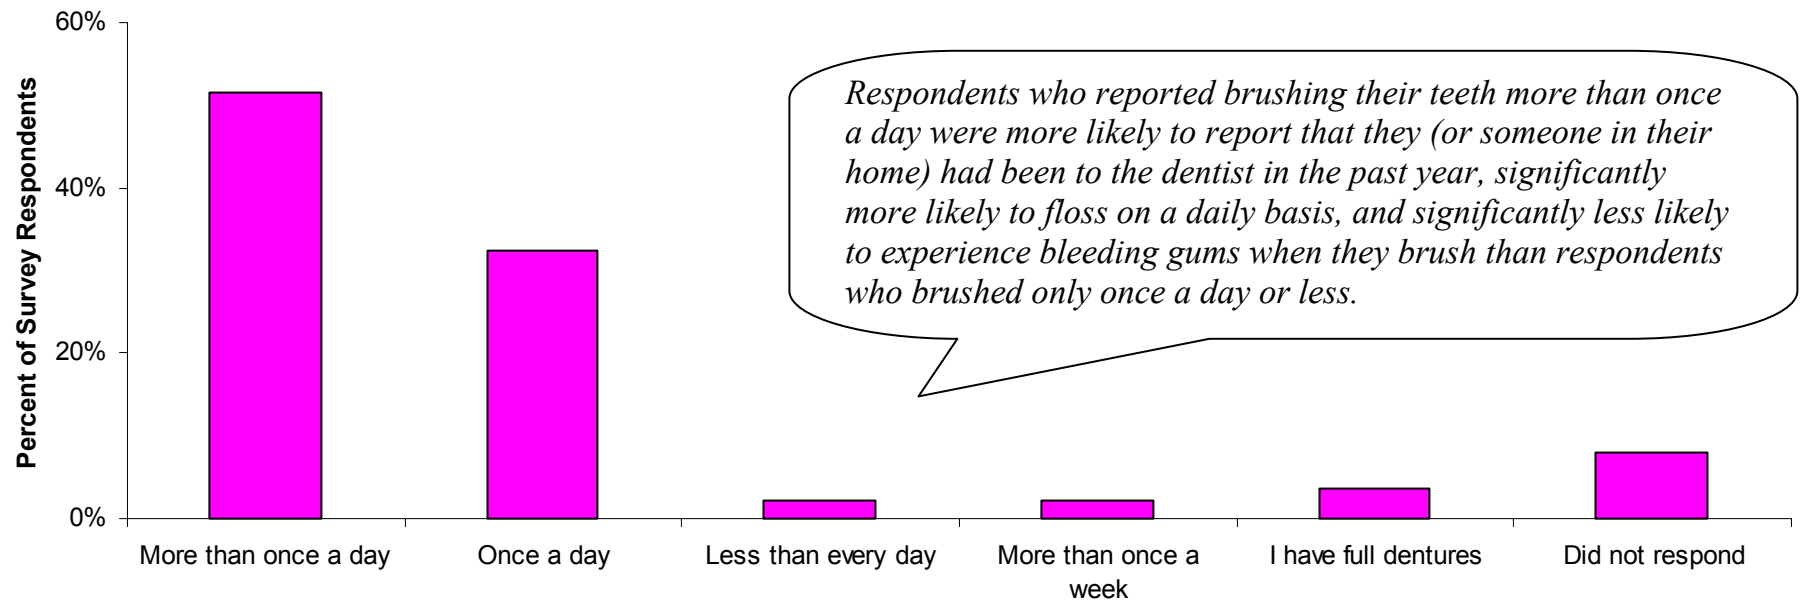 60%
40%
20%
0%
Percent of Survey Respondents
Respondents who reported brushing their teeth more than once
a day were more likely to report that they (or someone in their
home) had been to the dentist in the past year, significantly
more likely to floss on a daily basis, and significantly less likely
to experience bleeding gums when they brush than respondents
who brushed only once a day or less.
More than once a day
Once a day
Less than every day
More than once a
week
I have full dentures
Did not respond